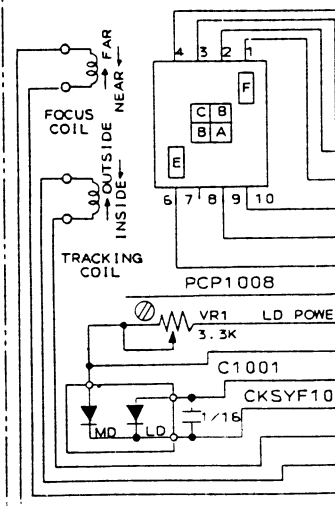 4 3 2 1
FAR
NEAR
FOCUS
COIL
F
C B
B A
E
6 7 8 9 10
OUTSIDE
INSIDE
TRACKING
COIL
PCP1008
VR1 LD POWE
3.3K
C1001
CKSYF10
1/16
MD LD